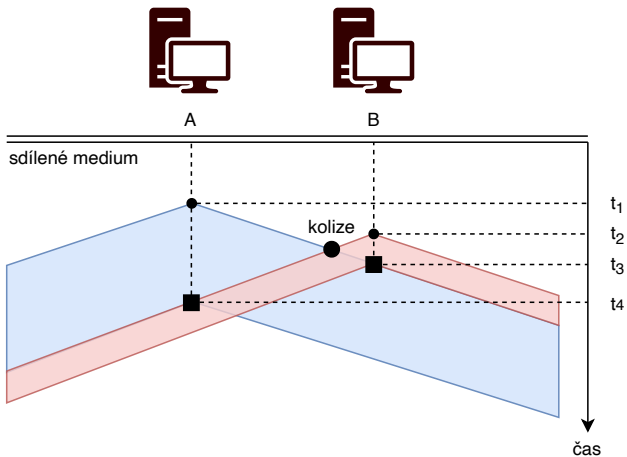 A
B
sdílené medium
t1
kolize
t2
t3
t4
čas